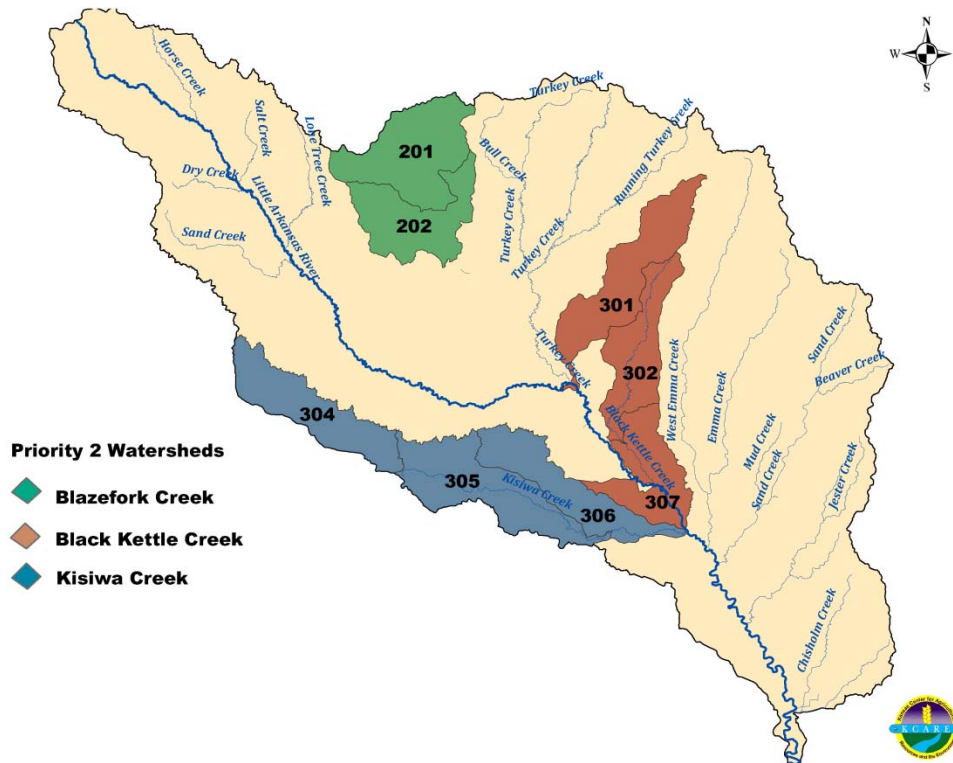 N
W E
S
Horse Creek
Salt Creek
Lone Tree Creek
Dry Creek
Sand Creek
Little Arkansas River
201
202
Turkey Creek
Bull Creek
Running Turkey Creek
Turkey Creek
Turkey Creek
301
Turkey Creek
302
Black Kettle Creek
West Emma Creek
Emma Creek
Sand Creek
Beaver Creek
Mud Creek
Sand Creek
Jester Creek
304
305
Kisiwa Creek
306
307
Chisholm Creek
Priority 2 Watersheds
Blazefork Creek
Black Kettle Creek
Kisiwa Creek
KCARE